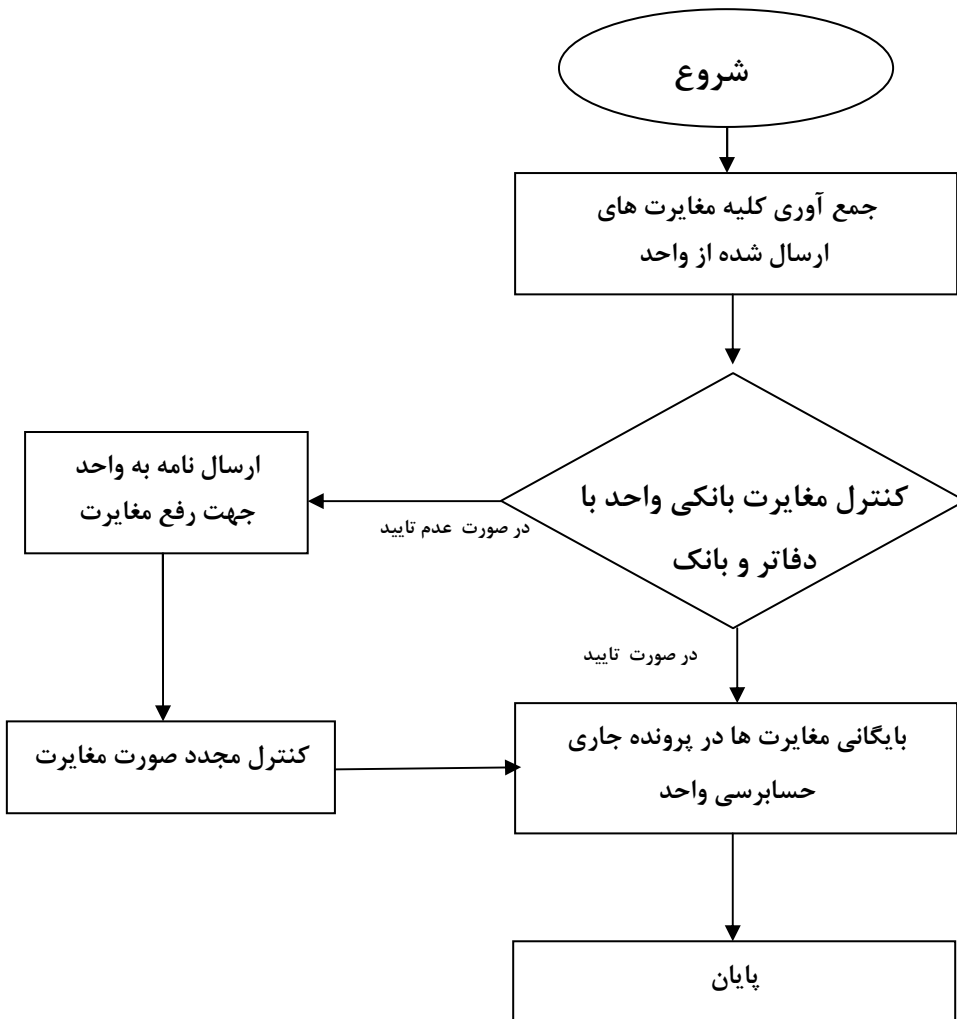 شروع
جمع آوری کلیه مغایرت های
ارسال شده از واحد
کنترل مغایرت بانکی واحد با
دفاتر و بانک
در صورت عدم تایید
ارسال نامه به واحد
جهت رفع مغایرت
کنترل مجدد صورت مغایرت
در صورت تایید
بایگانی مغایرت ها در پرونده جاری
حسابرسی واحد
پایان